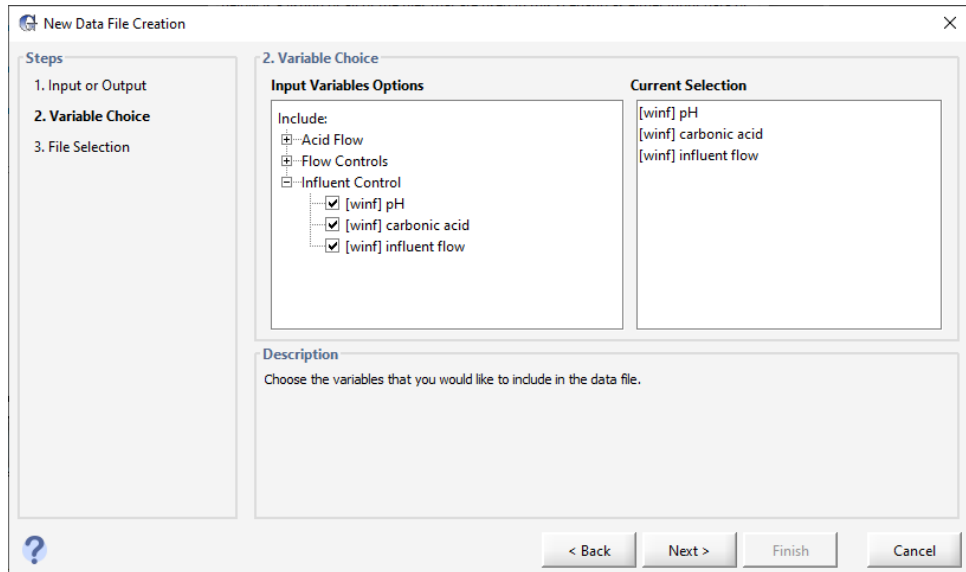 New Data File Creation
Steps
1. Input or Output
2. Variable Choice
3. File Selection
2. Variable Choice
Input Variables Options
Include:
Acid Flow
Flow Controls
Influent Control
[winf] pH
[winf] carbonic acid
[winf] influent flow
Current Selection
[winf] pH
[winf] carbonic acid
[winf] influent flow
Description
Choose the variables that you would like to include in the data file.
?
< Back
Next >
Finish
Cancel